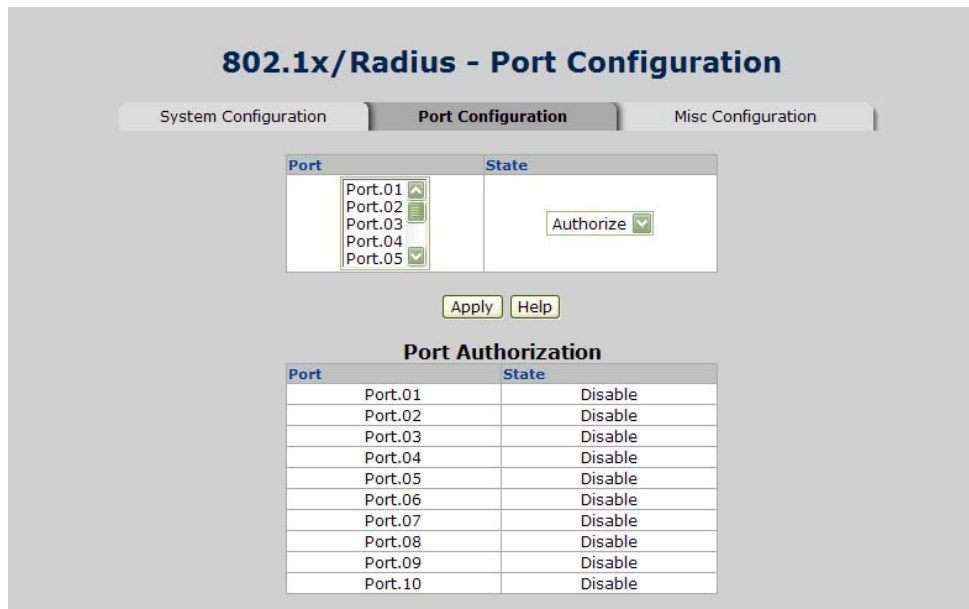 802.1x/Radius - Port Configuration
System Configuration Port Configuration Misc Configuration
Port State
Port.01
Port.02
Port.03
Port.04
Port.05
Authorize
Apply Help
Port Authorization
Port State
Port.01 Disable
Port.02 Disable
Port.03 Disable
Port.04 Disable
Port.05 Disable
Port.06 Disable
Port.07 Disable
Port.08 Disable
Port.09 Disable
Port.10 Disable